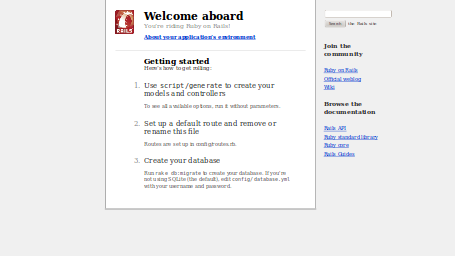 RAILS
Welcome aboard
You're riding Ruby on Rails!
About your application's environment
Getting started
Here's how to get rolling:
1. Use script/generate to create your
models and controllers
To see all available options, run it without parameters.
2. Set up a default route and remove or
rename this file
Routes are set up in config/routes.rb.
3. Create your database
Run rake db:migrate to create your database. If you're
not using SQLite (the default), edit config/database.yml
with your username and password.
Search the Rails site
Join the
community
Ruby on Rails
Official weblog
Wiki
Browse the
documentation
Rails API
Ruby standard library
Ruby core
Rails Guides